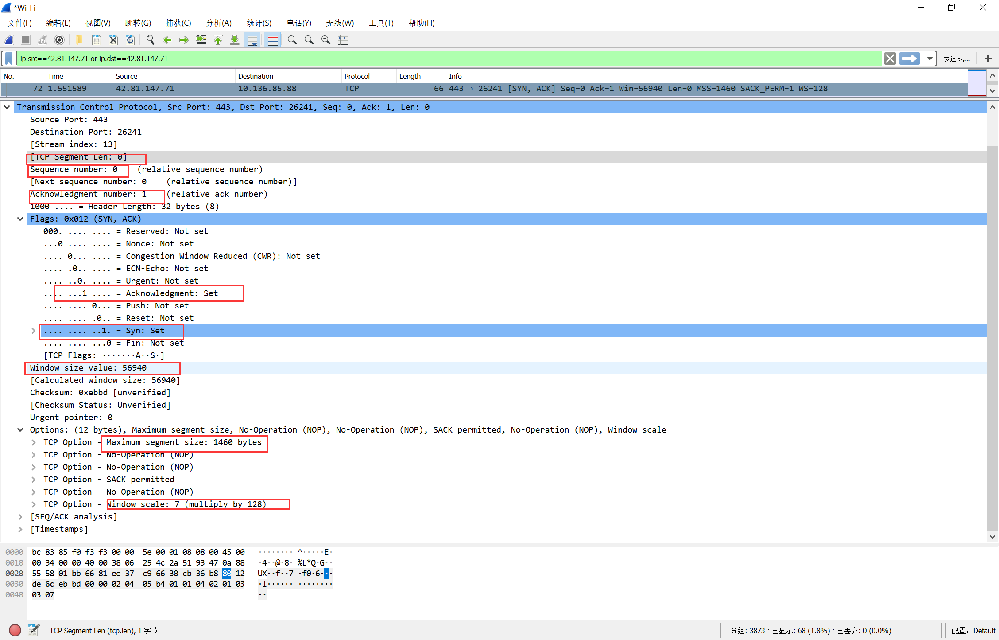 *Wi-Fi
文件(F) 编辑(E) 视图(V) 跳转(G) 捕获(C) 分析(A) 统计(S) 电话(Y) 无线(W) 工具(T) 帮助(H)
ip.src==42.81.147.71 or ip.dst==42.81.147.71 表达式... +
No. Time Source Destination Protocol Length Info
72 1.551589 42.81.147.71 10.136.85.88 TCP 66 443 → 26241 [SYN, ACK] Seq=0 Ack=1 Win=56940 Len=0 MSS=1460 SACK_PERM=1 WS=128
Transmission Control Protocol, Src Port: 443, Dst Port: 26241, Seq: 0, Ack: 1, Len: 0
Source Port: 443
Destination Port: 26241
[Stream index: 13]
[TCP Segment Len: 0]
Sequence number: 0 (relative sequence number)
[Next sequence number: 0 (relative sequence number)]
Acknowledgment number: 1 (relative ack number)
1000 .... = Header Length: 32 bytes (8)
Flags: 0x012 (SYN, ACK)
000. .... .... = Reserved: Not set
...0 .... .... = Nonce: Not set
.... 0... .... = Congestion Window Reduced (CWR): Not set
.... .0.. .... = ECN-Echo: Not set
.... ..0. .... = Urgent: Not set
.... ...1 .... = Acknowledgment: Set
.... .... 0... = Push: Not set
.... .... .0.. = Reset: Not set
.... .... ..1. = Syn: Set
.... .... ...0 = Fin: Not set
[TCP Flags: ·······A··S·]
Window size value: 56940
[Calculated window size: 56940]
Checksum: 0xebbd [unverified]
[Checksum Status: Unverified]
Urgent pointer: 0
Options: (12 bytes), Maximum segment size, No-Operation (NOP), No-Operation (NOP), SACK permitted, No-Operation (NOP), Window scale
TCP Option - Maximum segment size: 1460 bytes
TCP Option - No-Operation (NOP)
TCP Option - No-Operation (NOP)
TCP Option - SACK permitted
TCP Option - No-Operation (NOP)
TCP Option - Window scale: 7 (multiply by 128)
[SEQ/ACK analysis]
[Timestamps]
0000 bc 83 85 f0 f3 f3 00 00 5e 00 01 08 08 00 45 00 ········ ^·····E·
0010 00 34 00 00 40 00 38 06 25 4c 2a 51 93 47 0a 88 ·4··@·8· %L*Q·G··
0020 55 58 01 bb 66 81 ee 37 c9 66 30 cb 36 b8 80 12 UX··f··7 ·f0·6···
0030 de 6c eb bd 00 00 02 04 05 b4 01 01 04 02 01 03 ·l······ ········
0040 03 07 ··
TCP Segment Len (tcp.len), 1 字节 分组: 3873 · 已显示: 68 (1.8%) · 已丢弃: 0 (0.0%) 配置: Default